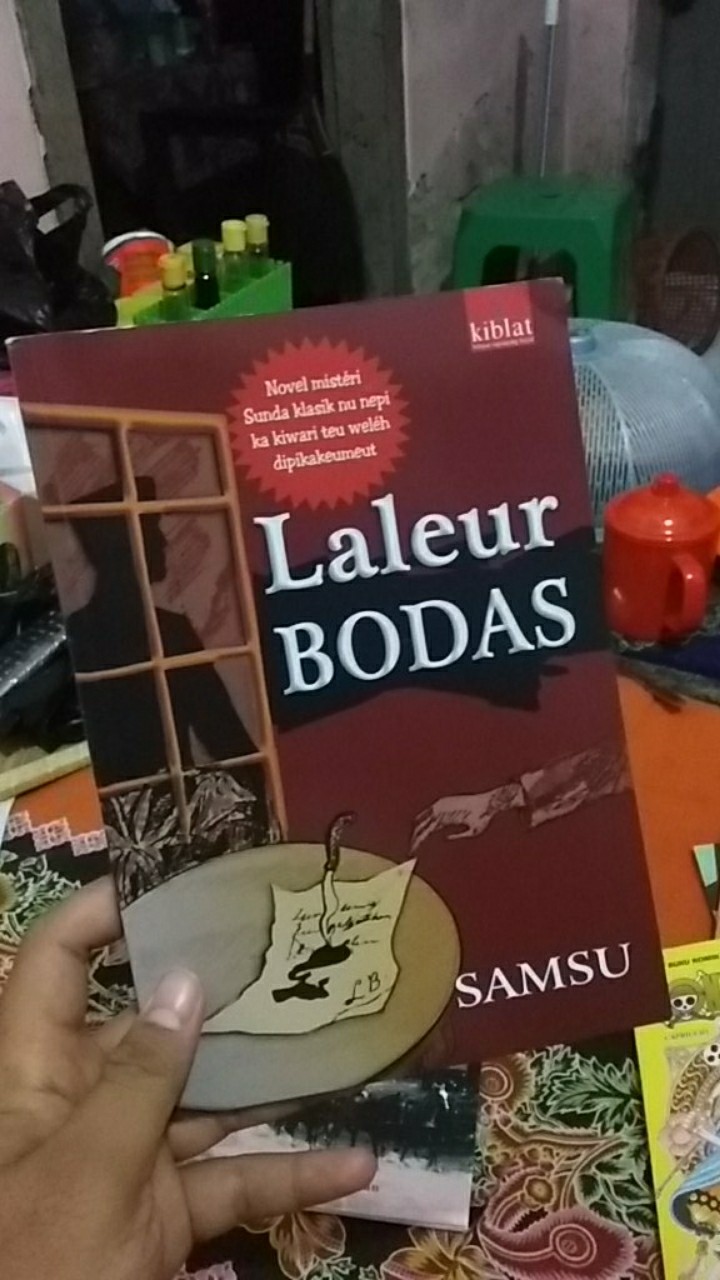 kiblat
Novel mistéri
Sunda klasik nu nepi
ka kiwari teu weléh
dipikakeumeut
Laleur
BODAS
L B
SAMSU